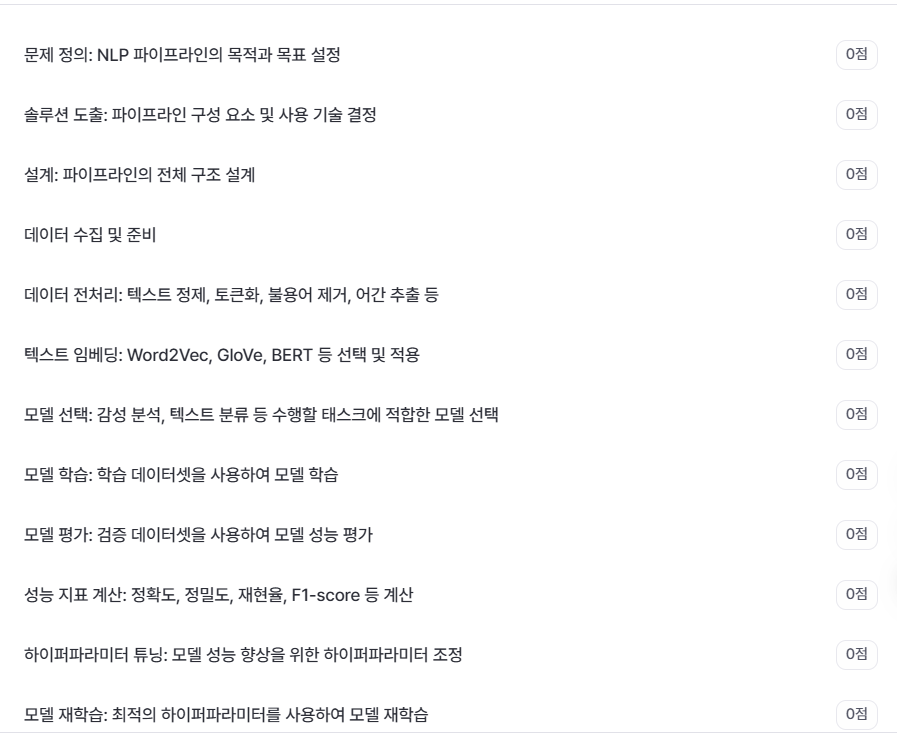 문제 정의: NLP 파이프라인의 목적과 목표 설정 0점
솔루션 도출: 파이프라인 구성 요소 및 사용 기술 결정 0점
설계: 파이프라인의 전체 구조 설계 0점
데이터 수집 및 준비 0점
데이터 전처리: 텍스트 정제, 토큰화, 불용어 제거, 어간 추출 등 0점
텍스트 임베딩: Word2Vec, GloVe, BERT 등 선택 및 적용 0점
모델 선택: 감성 분석, 텍스트 분류 등 수행할 태스크에 적합한 모델 선택 0점
모델 학습: 학습 데이터셋을 사용하여 모델 학습 0점
모델 평가: 검증 데이터셋을 사용하여 모델 성능 평가 0점
성능 지표 계산: 정확도, 정밀도, 재현율, F1-score 등 계산 0점
하이퍼파라미터 튜닝: 모델 성능 향상을 위한 하이퍼파라미터 조정 0점
모델 재학습: 최적의 하이퍼파라미터를 사용하여 모델 재학습 0점